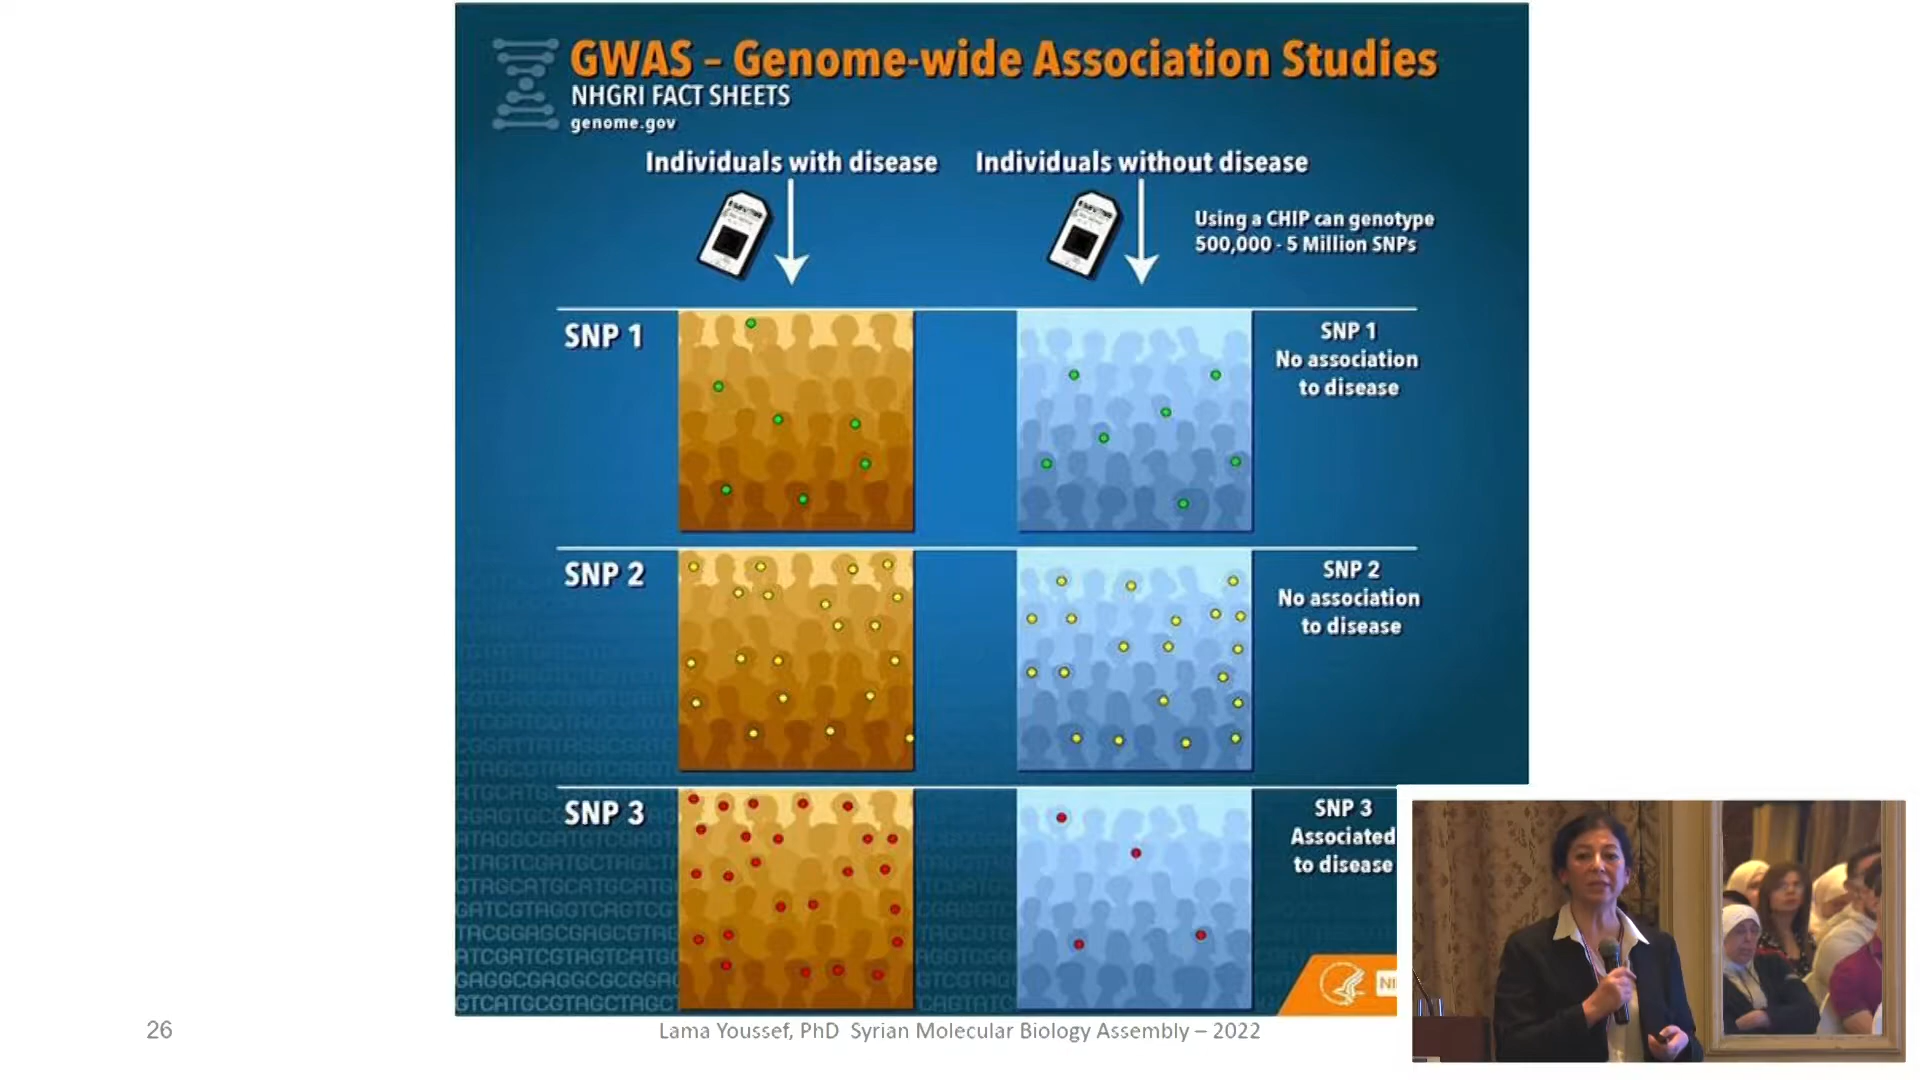 GWAS – Genome-wide Association Studies
NHGRI FACT SHEETS
genome.gov
Individuals with disease
Individuals without disease
Using a CHIP can genotype
500,000 - 5 Million SNPs
SNP 1
SNP 1
No association
to disease
SNP 2
SNP 2
No association
to disease
SNP 3
SNP 3
Associated
to disease
26
Lama Youssef, PhD Syrian Molecular Biology Assembly – 2022